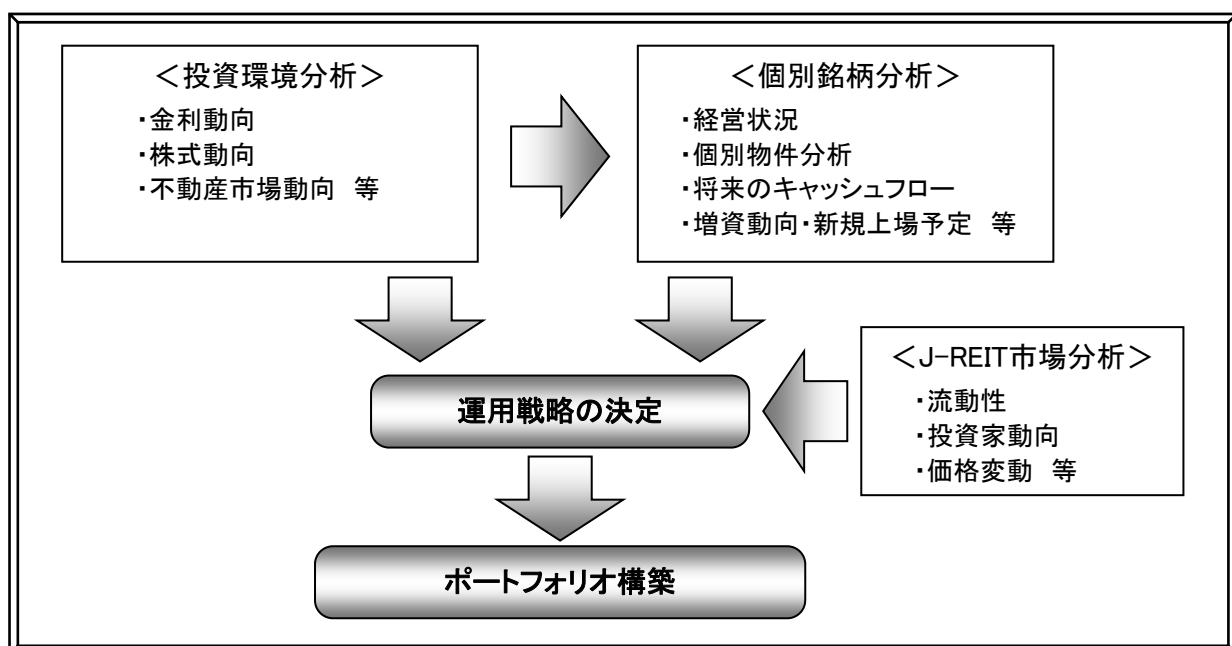 ＜投資環境分析＞
・金利動向
・株式動向
・不動産市場動向　等
＜個別銘柄分析＞
・経営状況
・個別物件分析
・将来のキャッシュフロー
・増資動向・新規上場予定　等
＜J-REIT市場分析＞
・流動性
・投資家動向
・価格変動　等
運用戦略の決定
ポートフォリオ構築